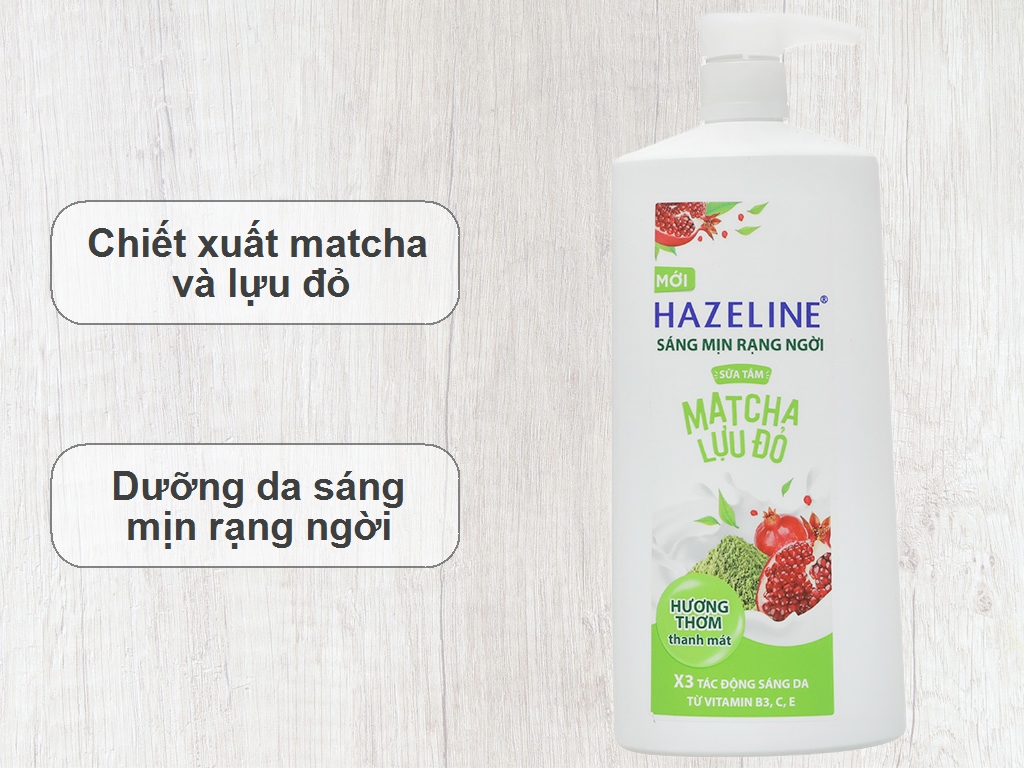 Chiết xuất matcha
và lựu đỏ
Dưỡng da sáng
mịn rạng ngời
MỚI
HAZELINE®
SÁNG MỊN RẠNG NGỜI
SỮA TẮM
MATCHA
LỰU ĐỎ
HƯƠNG
THƠM
thanh mát
X3 TÁC ĐỘNG SÁNG DA
TỪ VITAMIN B3, C, E